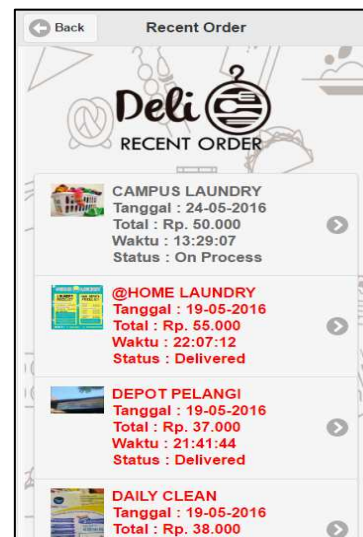 Back
Recent Order
Deli
RECENT ORDER
CAMPUS LAUNDRY
Tanggal : 24-05-2016
Total : Rp. 50.000
Waktu : 13:29:07
Status : On Process
@HOME LAUNDRY
Tanggal : 19-05-2016
Total : Rp. 55.000
Waktu : 22:07:12
Status : Delivered
DEPOT PELANGI
Tanggal : 19-05-2016
Total : Rp. 37.000
Waktu : 21:41:44
Status : Delivered
DAILY CLEAN
Tanggal : 19-05-2016
Total : Rp. 38.000